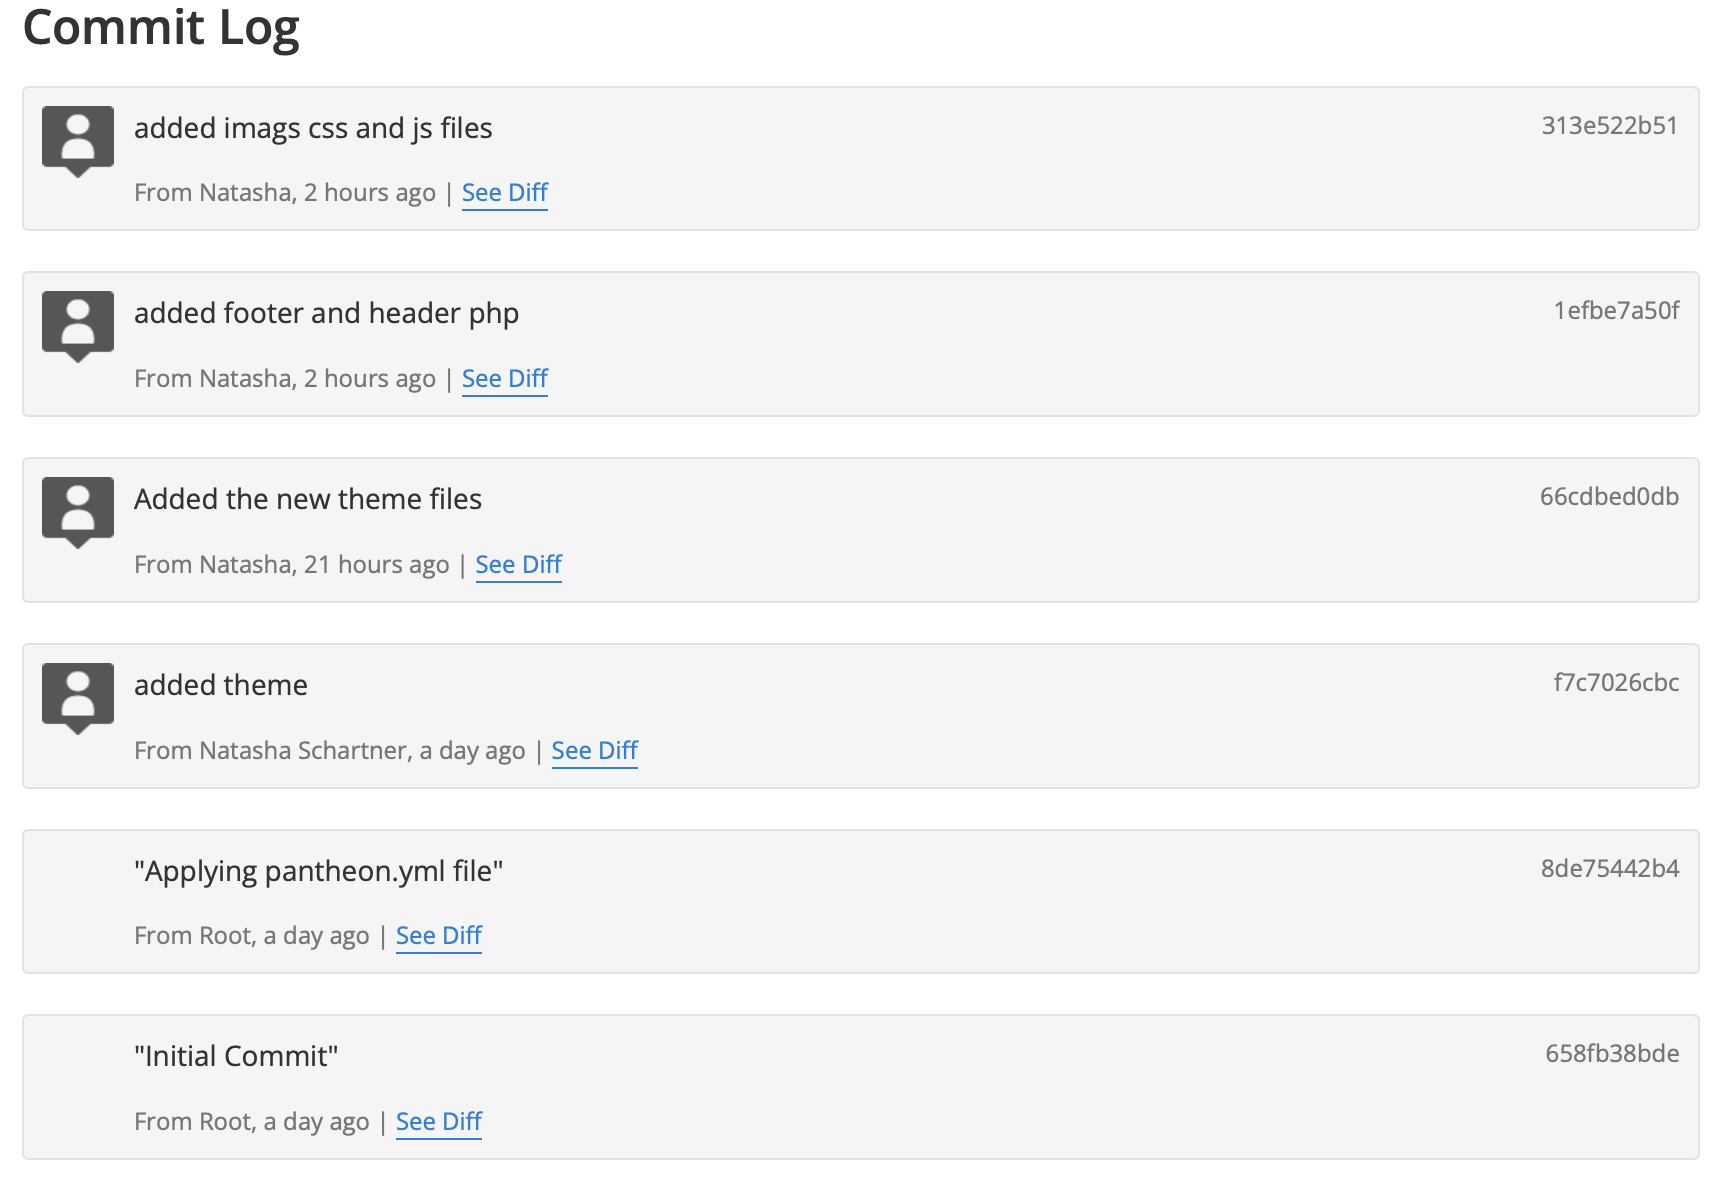 Commit Log
added imags css and js files
313e522b51
From Natasha, 2 hours ago | See Diff
added footer and header php
1efbe7a50f
From Natasha, 2 hours ago | See Diff
Added the new theme files
66cdbed0db
From Natasha, 21 hours ago | See Diff
added theme
f7c7026cbc
From Natasha Schartner, a day ago | See Diff
"Applying pantheon.yml file"
8de75442b4
From Root, a day ago | See Diff
"Initial Commit"
658fb38bde
From Root, a day ago | See Diff